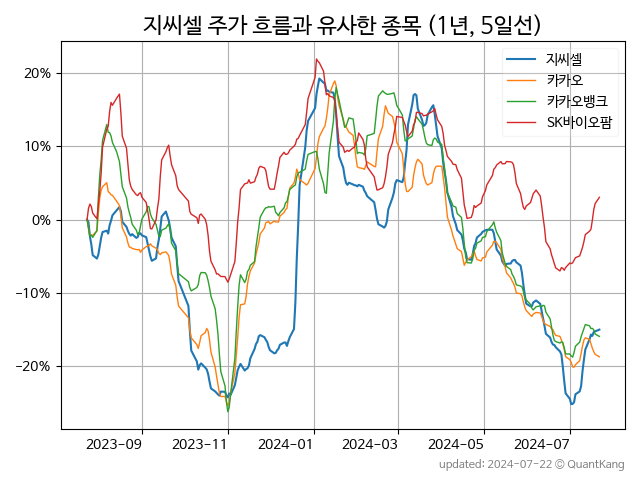 지씨셀 주가 흐름과 유사한 종목 (1년, 5일선)
지씨셀
카카오
카카오뱅크
SK바이오팜
20%
10%
0%
−10%
−20%
2023-09
2023-11
2024-01
2024-03
2024-05
2024-07
updated: 2024-07-22 © QuantKang